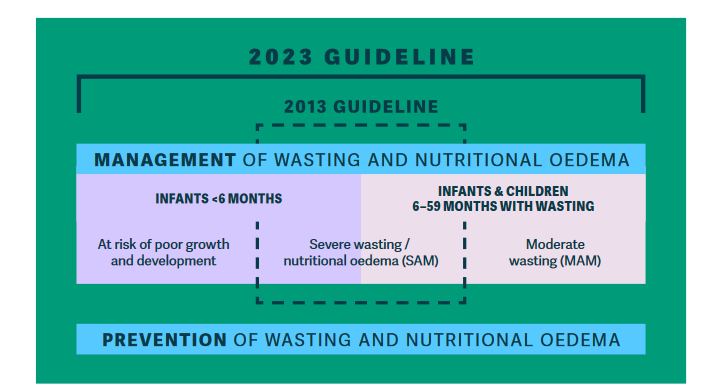 2023 GUIDELINE
2013 GUIDELINE
MANAGEMENT OF WASTING AND NUTRITIONAL OEDEMA
INFANTS <6 MONTHS
INFANTS & CHILDREN
6–59 MONTHS WITH WASTING
At risk of poor growth
and development
Severe wasting /
nutritional oedema (SAM)
Moderate
wasting (MAM)
PREVENTION OF WASTING AND NUTRITIONAL OEDEMA